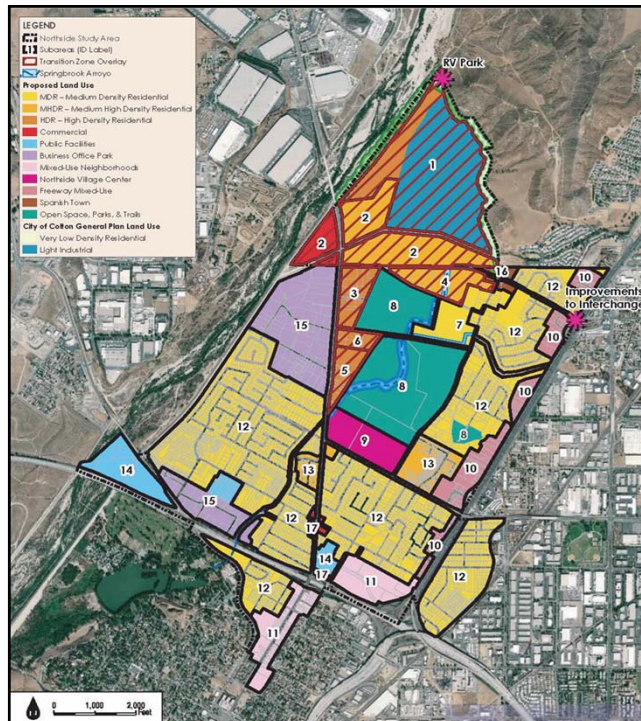 LEGEND
Northside Study Area
1 Subareas (ID Label)
Transition Zone Overlay
Springbrook Arroyo
Proposed Land Use
MDR – Medium Density Residential
MHDR – Medium High Density Residential
HDR – High Density Residential
Commercial
Public Facilities
Business Office Park
Mixed-Use Neighborhoods
Northside Village Center
Freeway Mixed-Use
Spanish Town
Open Space, Parks, & Trails
City of Colton General Plan Land Use
Very Low Density Residential
Light Industrial
RV Park
1
2
2
2
16
10
12
4
3
8
Improvements
to Interchange
15
7
12
10
6
5
8
12
10
12
8
9
13
10
14
13
15
12
12
17
10
14
12
17
12
11
11
0 1,000 2,000
Feet